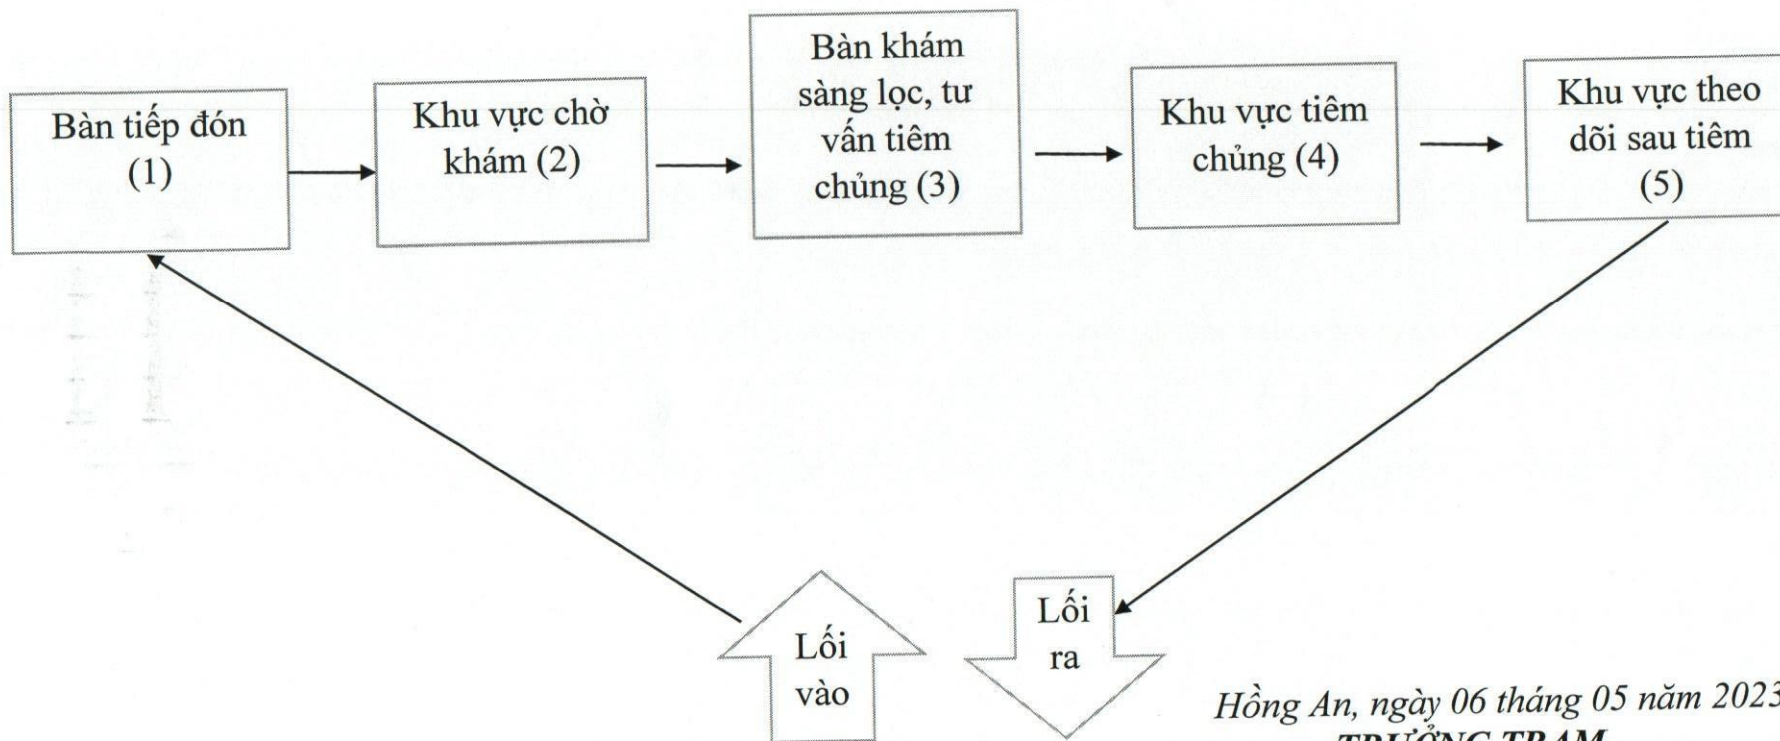 Bàn tiếp đón
(1)
Khu vực chờ
khám (2)
Bàn khám
sàng lọc, tư
vấn tiêm
chủng (3)
Khu vực tiêm
chủng (4)
Khu vực theo
dõi sau tiêm
(5)
Lối
vào
Lối
ra
Hồng An, ngày 06 tháng 05 năm 2023
TRƯỞNG TRẠM